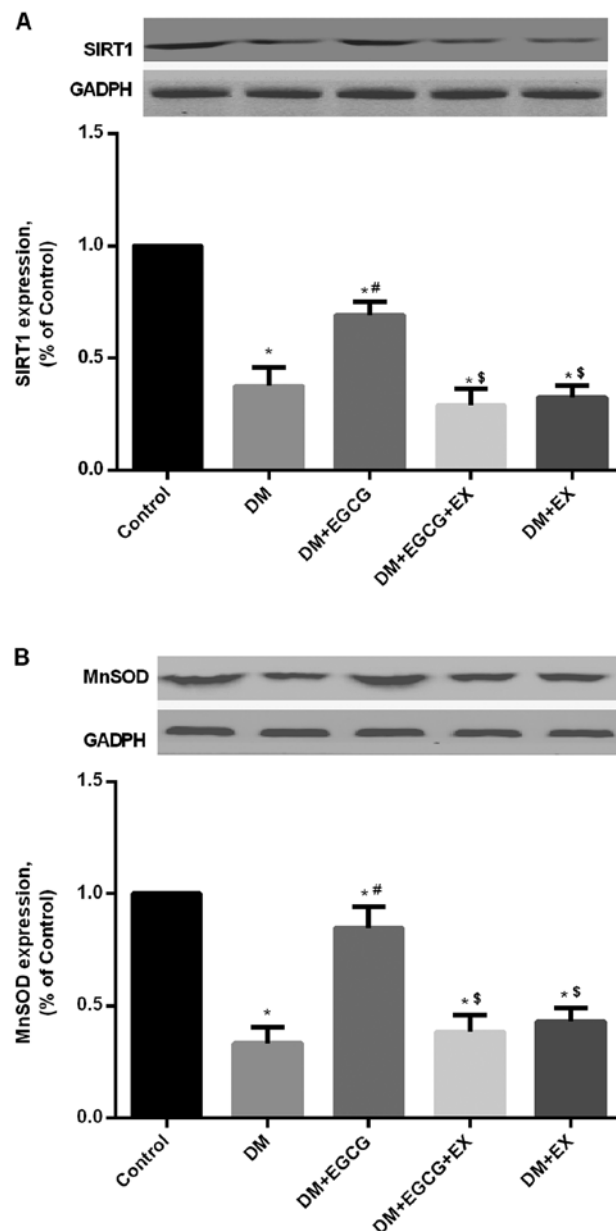 A
SIRT1
GADPH
SIRT1 expression,
(% of Control)
1.5
1.0
0.5
0.0
*
*#
*$
*$
Control
DM
DM+EGCG
DM+EGCG+EX
DM+EX
B
MnSOD
GADPH
MnSOD expression,
(% of Control)
1.5
1.0
0.5
0.0
*
*#
*$
*$
Control
DM
DM+EGCG
DM+EGCG+EX
DM+EX